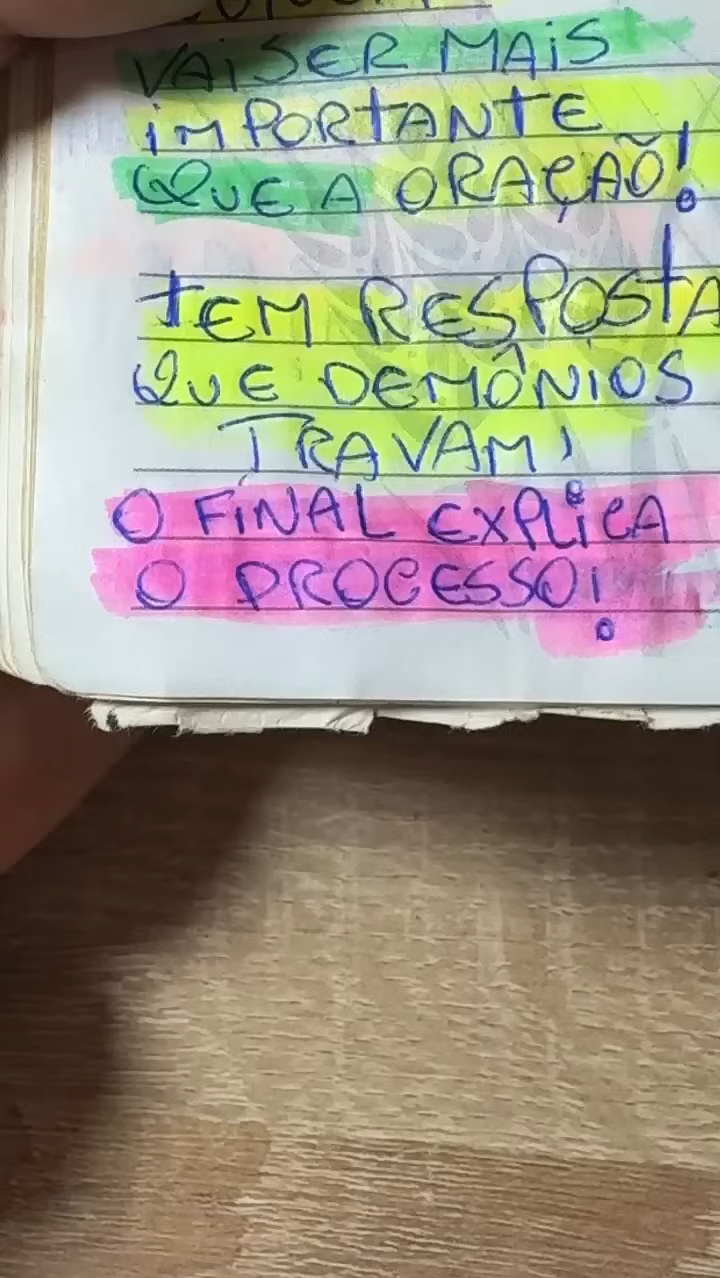 VAI SER MAIS
IMPORTANTE
QUE A ORAÇÃO!
TEM RESPOSTA
QUE DEMÔNIOS
TRAVAM!
O FINAL EXPLICA
O PROCESSO!